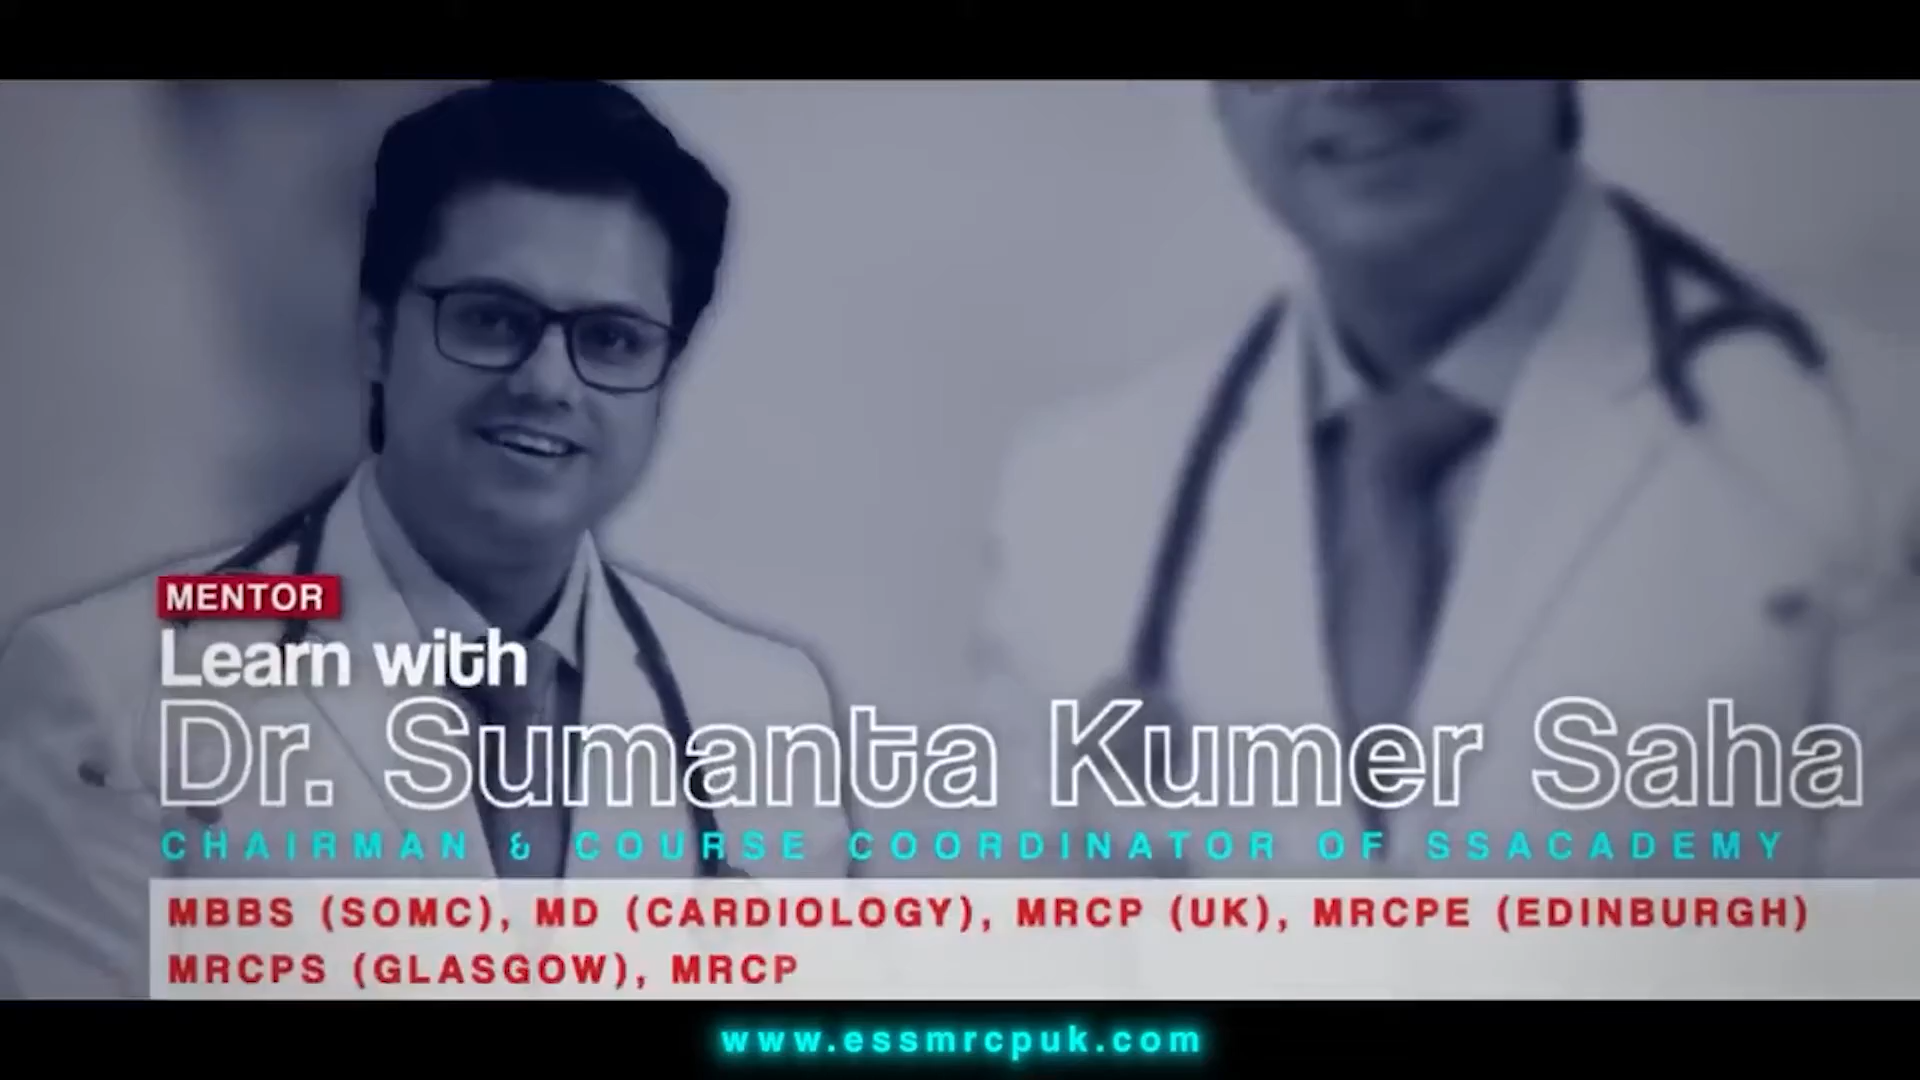 MENTOR
Learn with
Dr. Sumanta Kumer Saha
CHAIRMAN & COURSE COORDINATOR OF SSACADEMY
MBBS (SOMC), MD (CARDIOLOGY), MRCP (UK), MRCPE (EDINBURGH)
MRCPS (GLASGOW), MRCP
www.essmrcpuk.com